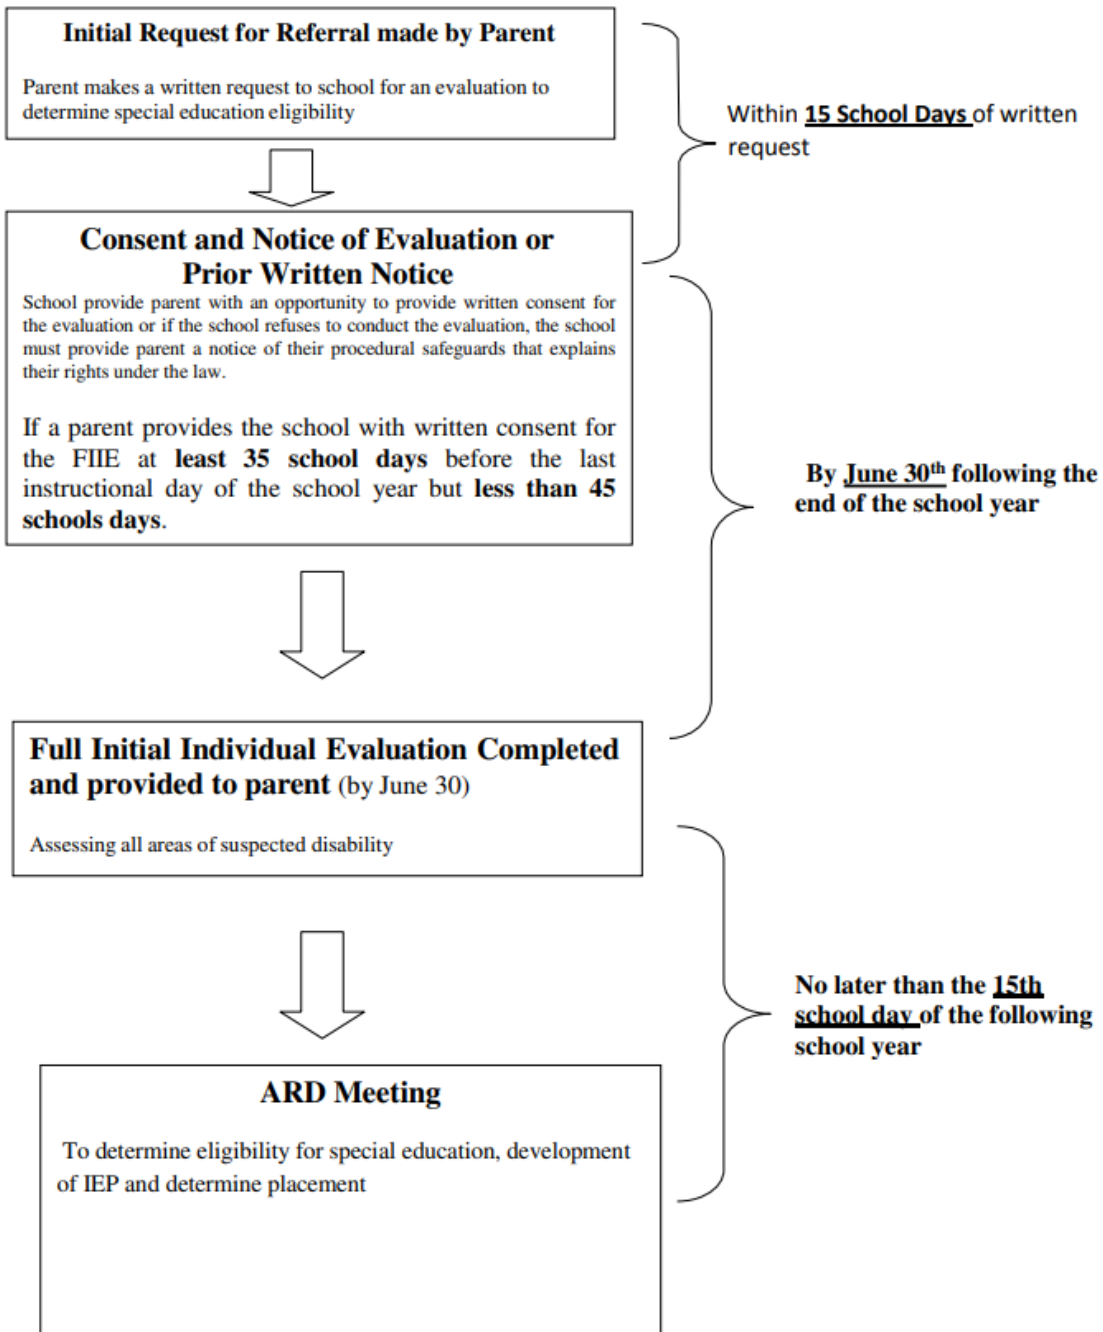 Initial Request for Referral made by Parent
Parent makes a written request to school for an evaluation to
determine special education eligibility
Within 15 School Days of written
request
Consent and Notice of Evaluation or
Prior Written Notice
School provide parent with an opportunity to provide written consent for
the evaluation or if the school refuses to conduct the evaluation, the school
must provide parent a notice of their procedural safeguards that explains
their rights under the law.
If a parent provides the school with written consent for
the FIIE at least 35 school days before the last
instructional day of the school year but less than 45
schools days.
By June 30th following the
end of the school year
Full Initial Individual Evaluation Completed
and provided to parent (by June 30)
Assessing all areas of suspected disability
No later than the 15th
school day of the following
school year
ARD Meeting
To determine eligibility for special education, development
of IEP and determine placement